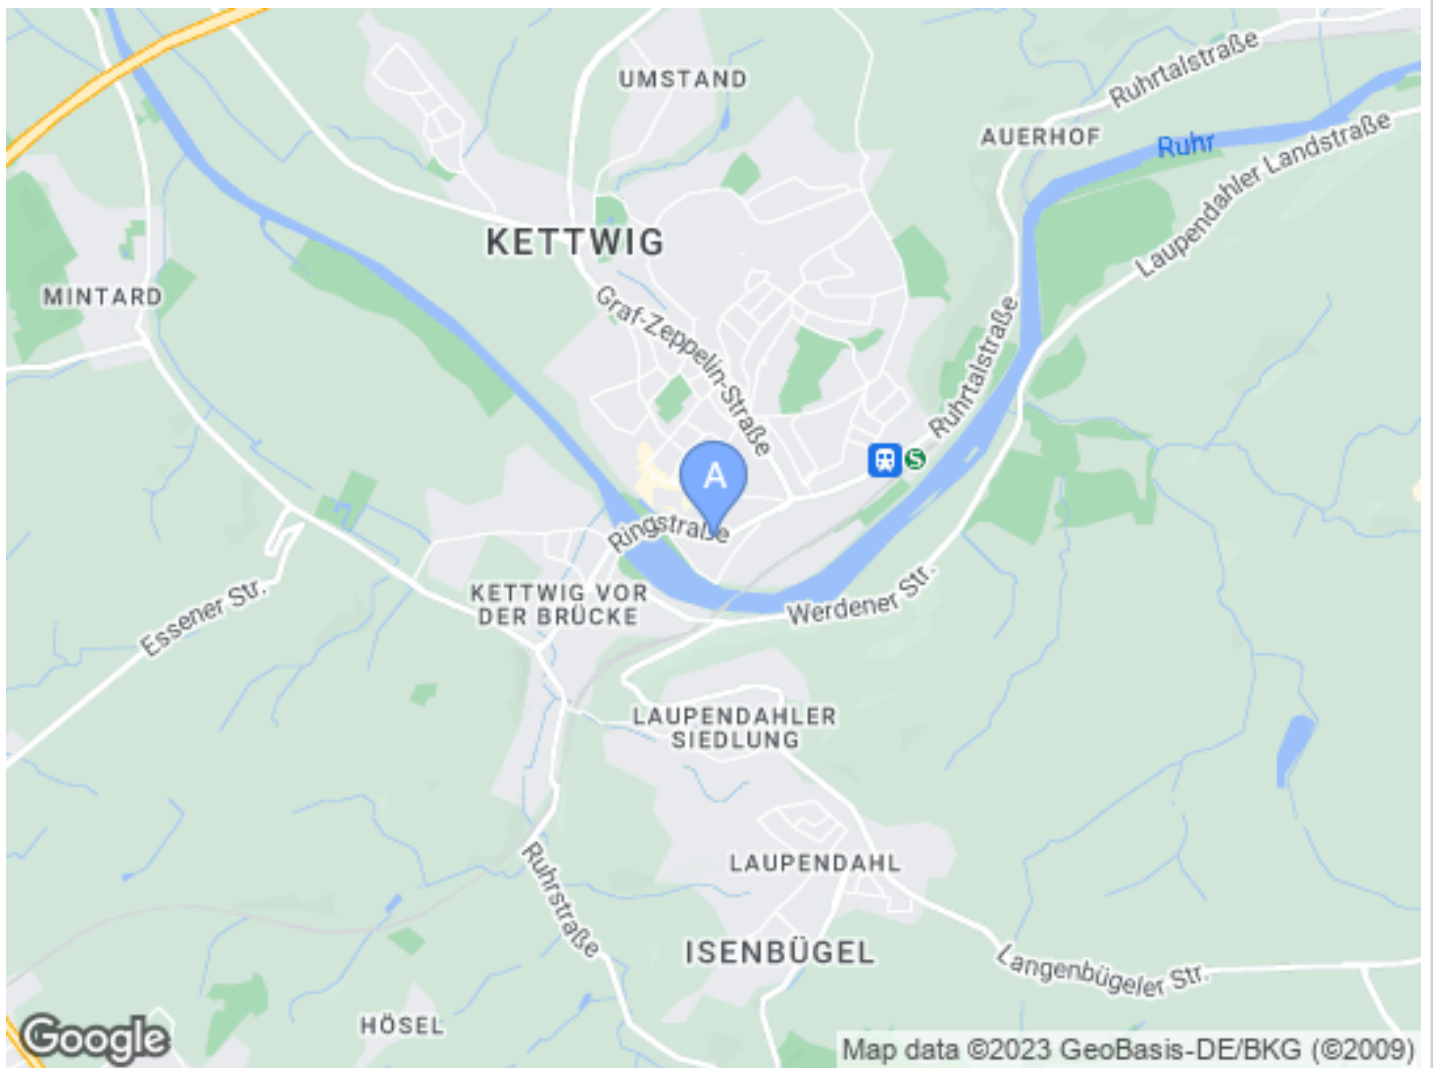 UMSTAND
Ruhrtalstraße
AUERHOF
Ruhr
Laupendahler Landstraße
KETTWIG
MINTARD
Graf-Zeppelin-Straße
Ruhrtalstraße
S
A
Ringstraße
KETTWIG VOR
DER BRÜCKE
Werdener Str.
Essener Str.
LAUPENDAHLER
SIEDLUNG
LAUPENDAHL
Ruhrstraße
ISENBÜGEL
Langenbügeler Str.
HÖSEL
Google
Map data ©2023 GeoBasis-DE/BKG (©2009)